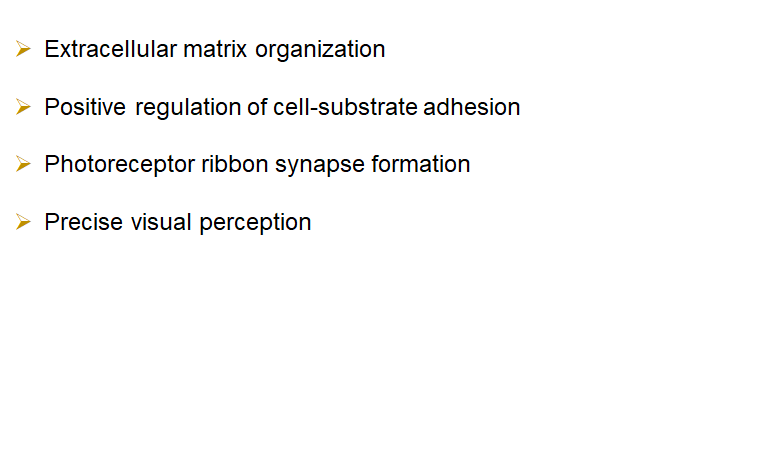 Extracellular matrix organization
Positive regulation of cell-substrate adhesion
Photoreceptor ribbon synapse formation
Precise visual perception